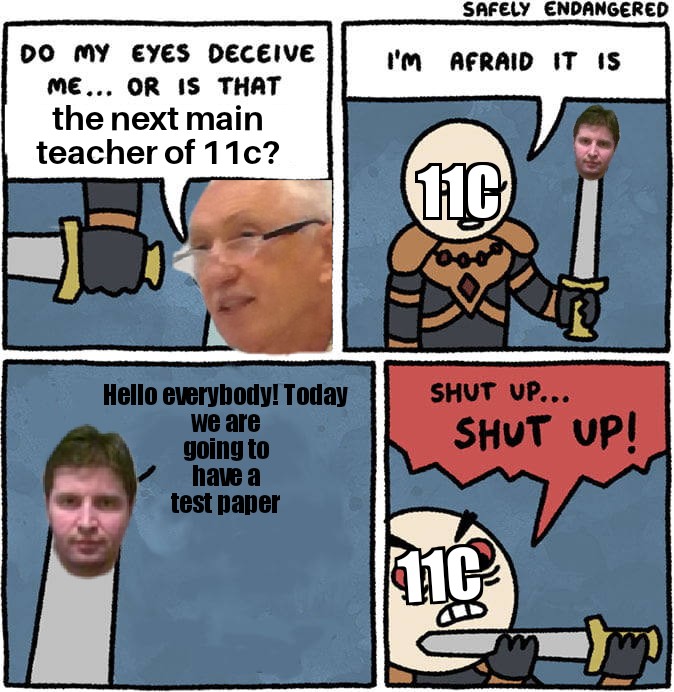 SAFELY ENDANGERED
DO MY EYES DECEIVE
ME... OR IS THAT
the next main
teacher of 11c?
I'M AFRAID IT IS
11C
Hello everybody! Today
we are
going to
have a
test paper
SHUT UP...
SHUT UP!
11C